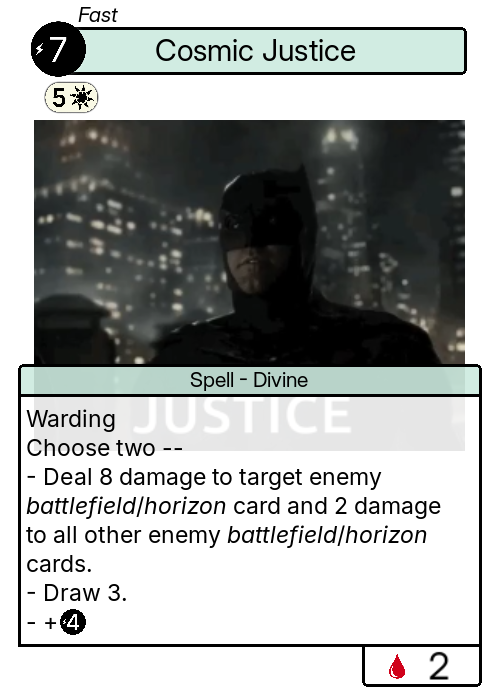 Fast
7
Cosmic Justice
5
Spell - Divine
JUSTICE
Warding
Choose two --
- Deal 8 damage to target enemy
battlefield/horizon card and 2 damage
to all other enemy battlefield/horizon
cards.
- Draw 3.
- +4
2